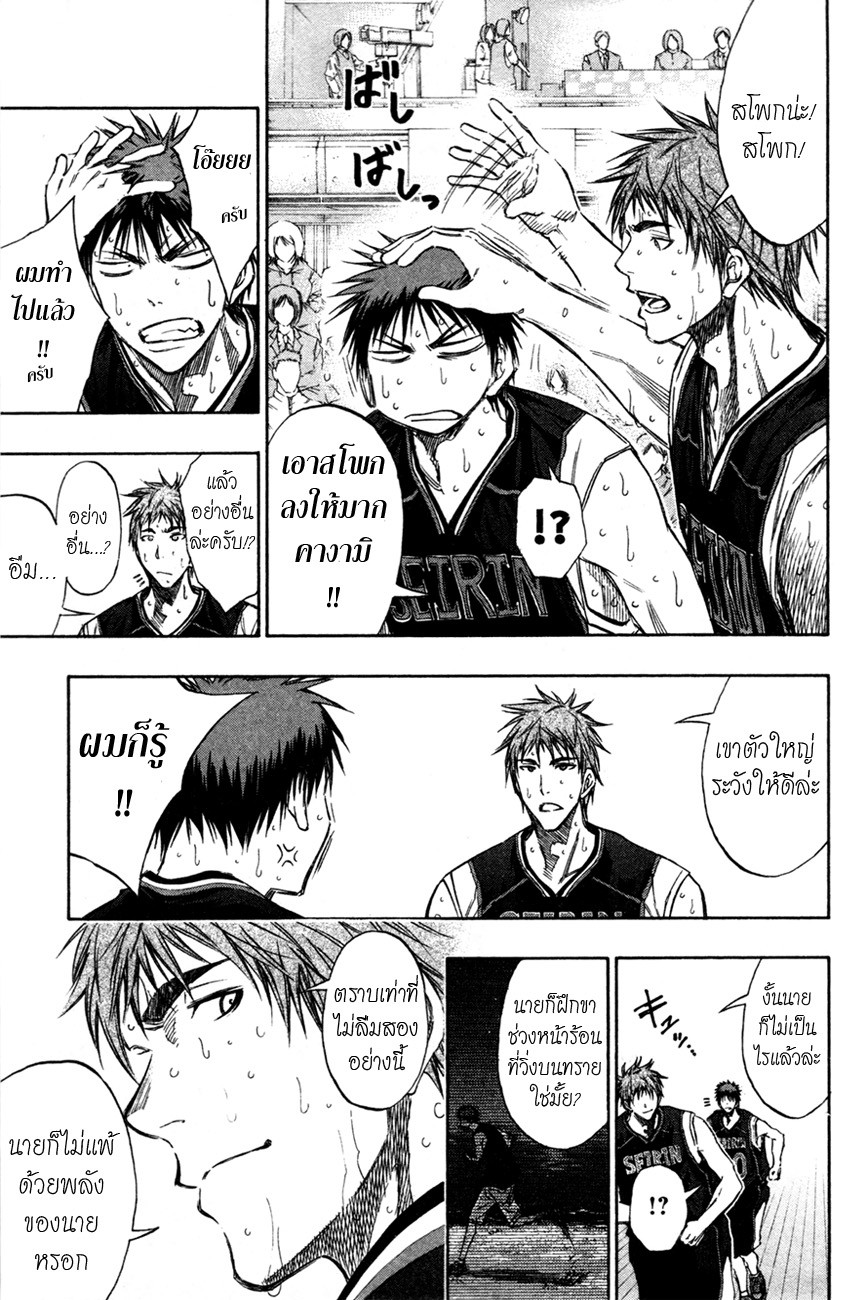 สโพกน่ะ!
สโพก!
ばし
ばしっ
!?
SEIRIN
SEIRIN
เอาสโพก
ลงให้มาก
คางามิ
!!
โอ๊ยยย
ครับ
ผมทำ
ไปแล้ว
!!
ครับ
แล้ว
อย่างอื่น
ล่ะครับ!?
อย่าง
อื่น...?
อืม...
เขาตัวใหญ่
ระวังให้ดีล่ะ
SEIRIN
ผมก็รู้
!!
งั้นนาย
ก็ไม่เป็น
ไรแล้วล่ะ
キュッ...
SEIRIN
SEIRIN
0
!?
นายก็ฝึกขา
ช่วงหน้าร้อน
ที่วิ่งบนทราย
ใช่มั้ย?
ตราบเท่าที่
ไม่ลืมสอง
อย่างนี้
นายก็ไม่แพ้
ด้วยพลัง
ของนาย
หรอก